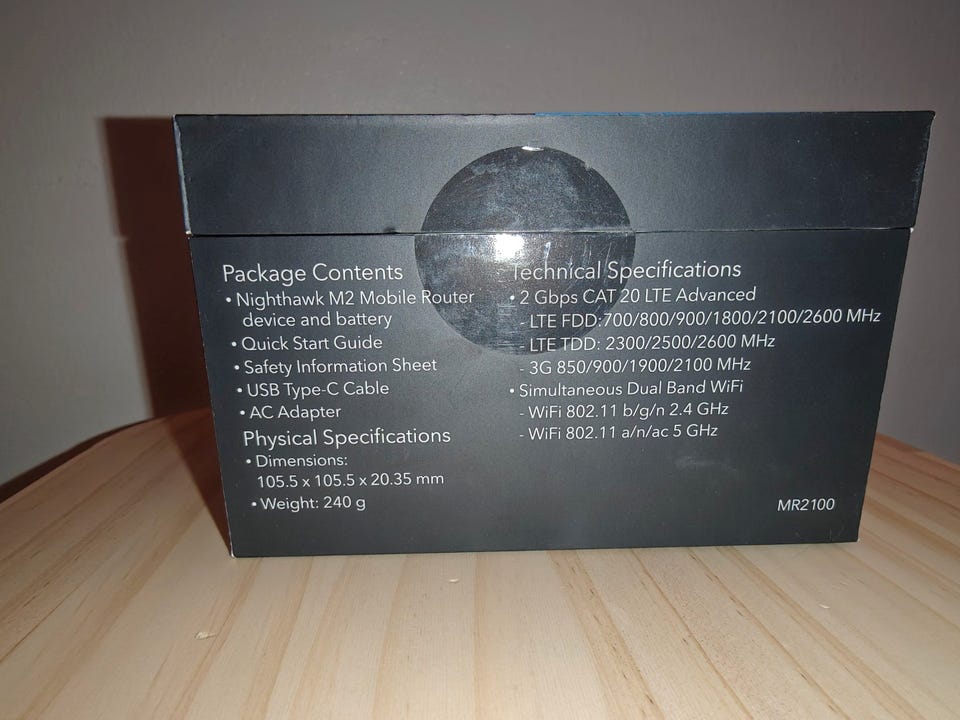 Package Contents
• Nighthawk M2 Mobile Router
device and battery
• Quick Start Guide
• Safety Information Sheet
• USB Type-C Cable
• AC Adapter
Physical Specifications
• Dimensions:
105.5 x 105.5 x 20.35 mm
• Weight: 240 g
Technical Specifications
• 2 Gbps CAT 20 LTE Advanced
- LTE FDD:700/800/900/1800/2100/2600 MHz
- LTE TDD: 2300/2500/2600 MHz
- 3G 850/900/1900/2100 MHz
• Simultaneous Dual Band WiFi
- WiFi 802.11 b/g/n 2.4 GHz
- WiFi 802.11 a/n/ac 5 GHz
MR2100